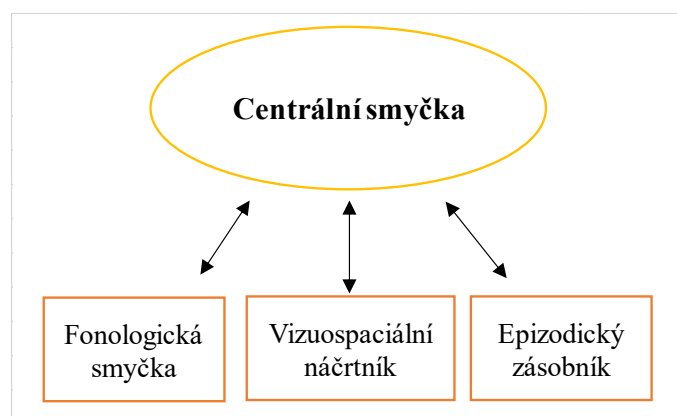 Centrální smyčka
Fonologická
smyčka
Vizuospaciální
náčrtník
Epizodický
zásobník